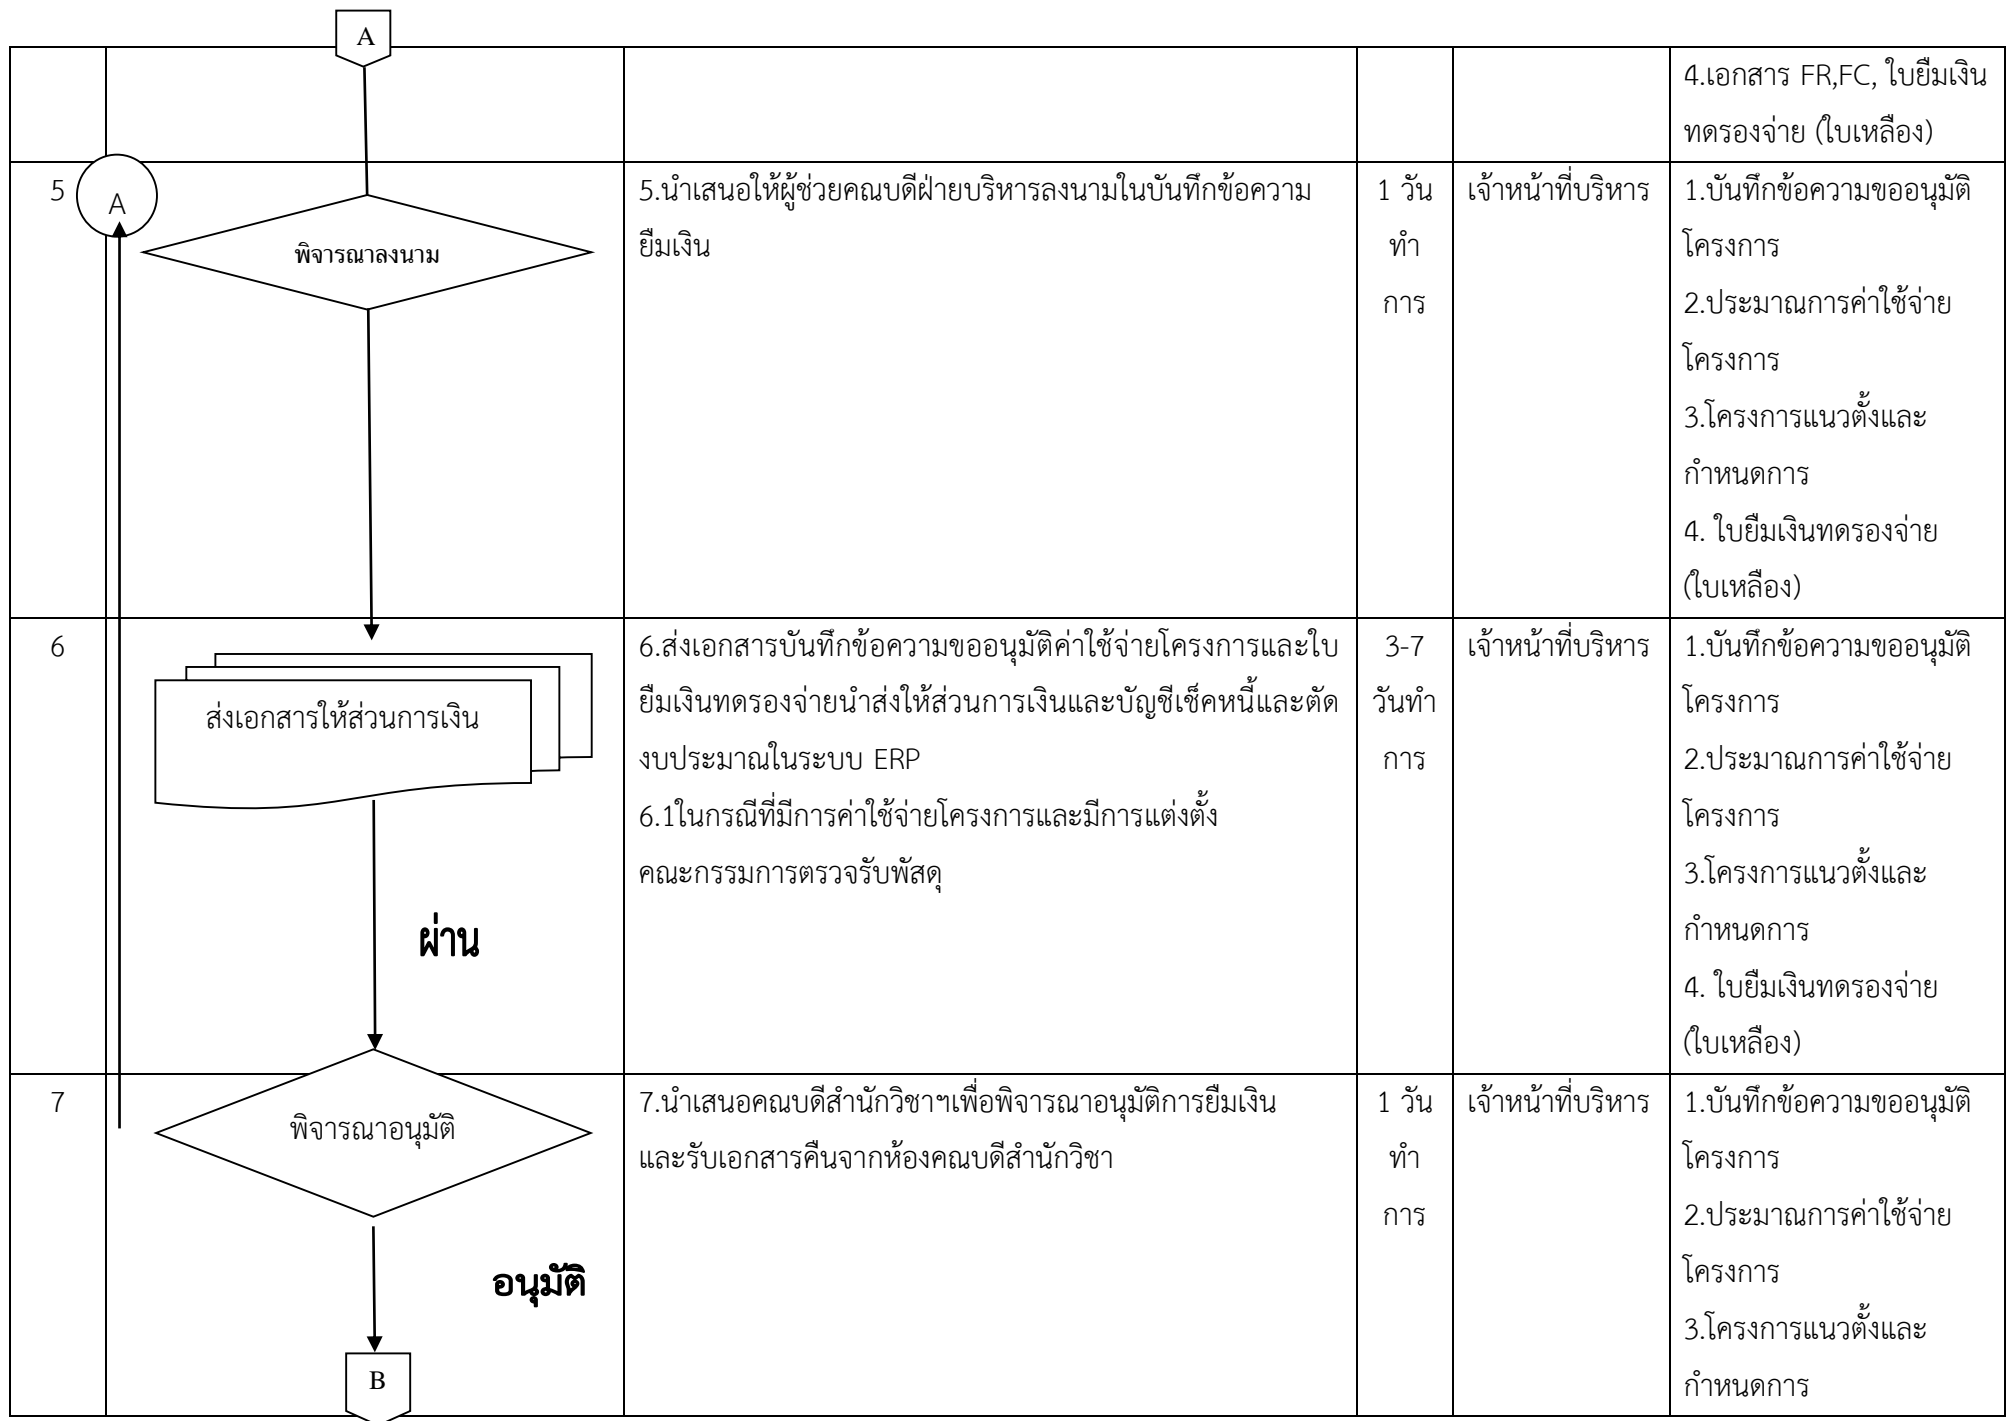 A
4.เอกสาร FR,FC, ใบยืมเงิน
ทดรองจ่าย (ใบเหลือง)
5
A
พิจารณาลงนาม
5.นำเสนอให้ผู้ช่วยคณบดีฝ่ายบริหารลงนามในบันทึกข้อความ
ยืมเงิน
1 วัน
ทำ
การ
เจ้าหน้าที่บริหาร
1.บันทึกข้อความขออนุมัติ
โครงการ
2.ประมาณการค่าใช้จ่าย
โครงการ
3.โครงการแนวตั้งและ
กำหนดการ
4. ใบยืมเงินทดรองจ่าย
(ใบเหลือง)
6
ส่งเอกสารให้ส่วนการเงิน
ผ่าน
6.ส่งเอกสารบันทึกข้อความขออนุมัติค่าใช้จ่ายโครงการและใบ
ยืมเงินทดรองจ่ายนำส่งให้ส่วนการเงินและบัญชีเช็คหนี้และตัด
งบประมาณในระบบ ERP
6.1ในกรณีที่มีการค่าใช้จ่ายโครงการและมีการแต่งตั้ง
คณะกรรมการตรวจรับพัสดุ
3-7
วันทำ
การ
เจ้าหน้าที่บริหาร
1.บันทึกข้อความขออนุมัติ
โครงการ
2.ประมาณการค่าใช้จ่าย
โครงการ
3.โครงการแนวตั้งและ
กำหนดการ
4. ใบยืมเงินทดรองจ่าย
(ใบเหลือง)
7
พิจารณาอนุมัติ
อนุมัติ
B
7.นำเสนอคณบดีสำนักวิชาฯเพื่อพิจารณาอนุมัติการยืมเงิน
และรับเอกสารคืนจากห้องคณบดีสำนักวิชา
1 วัน
ทำ
การ
เจ้าหน้าที่บริหาร
1.บันทึกข้อความขออนุมัติ
โครงการ
2.ประมาณการค่าใช้จ่าย
โครงการ
3.โครงการแนวตั้งและ
กำหนดการ